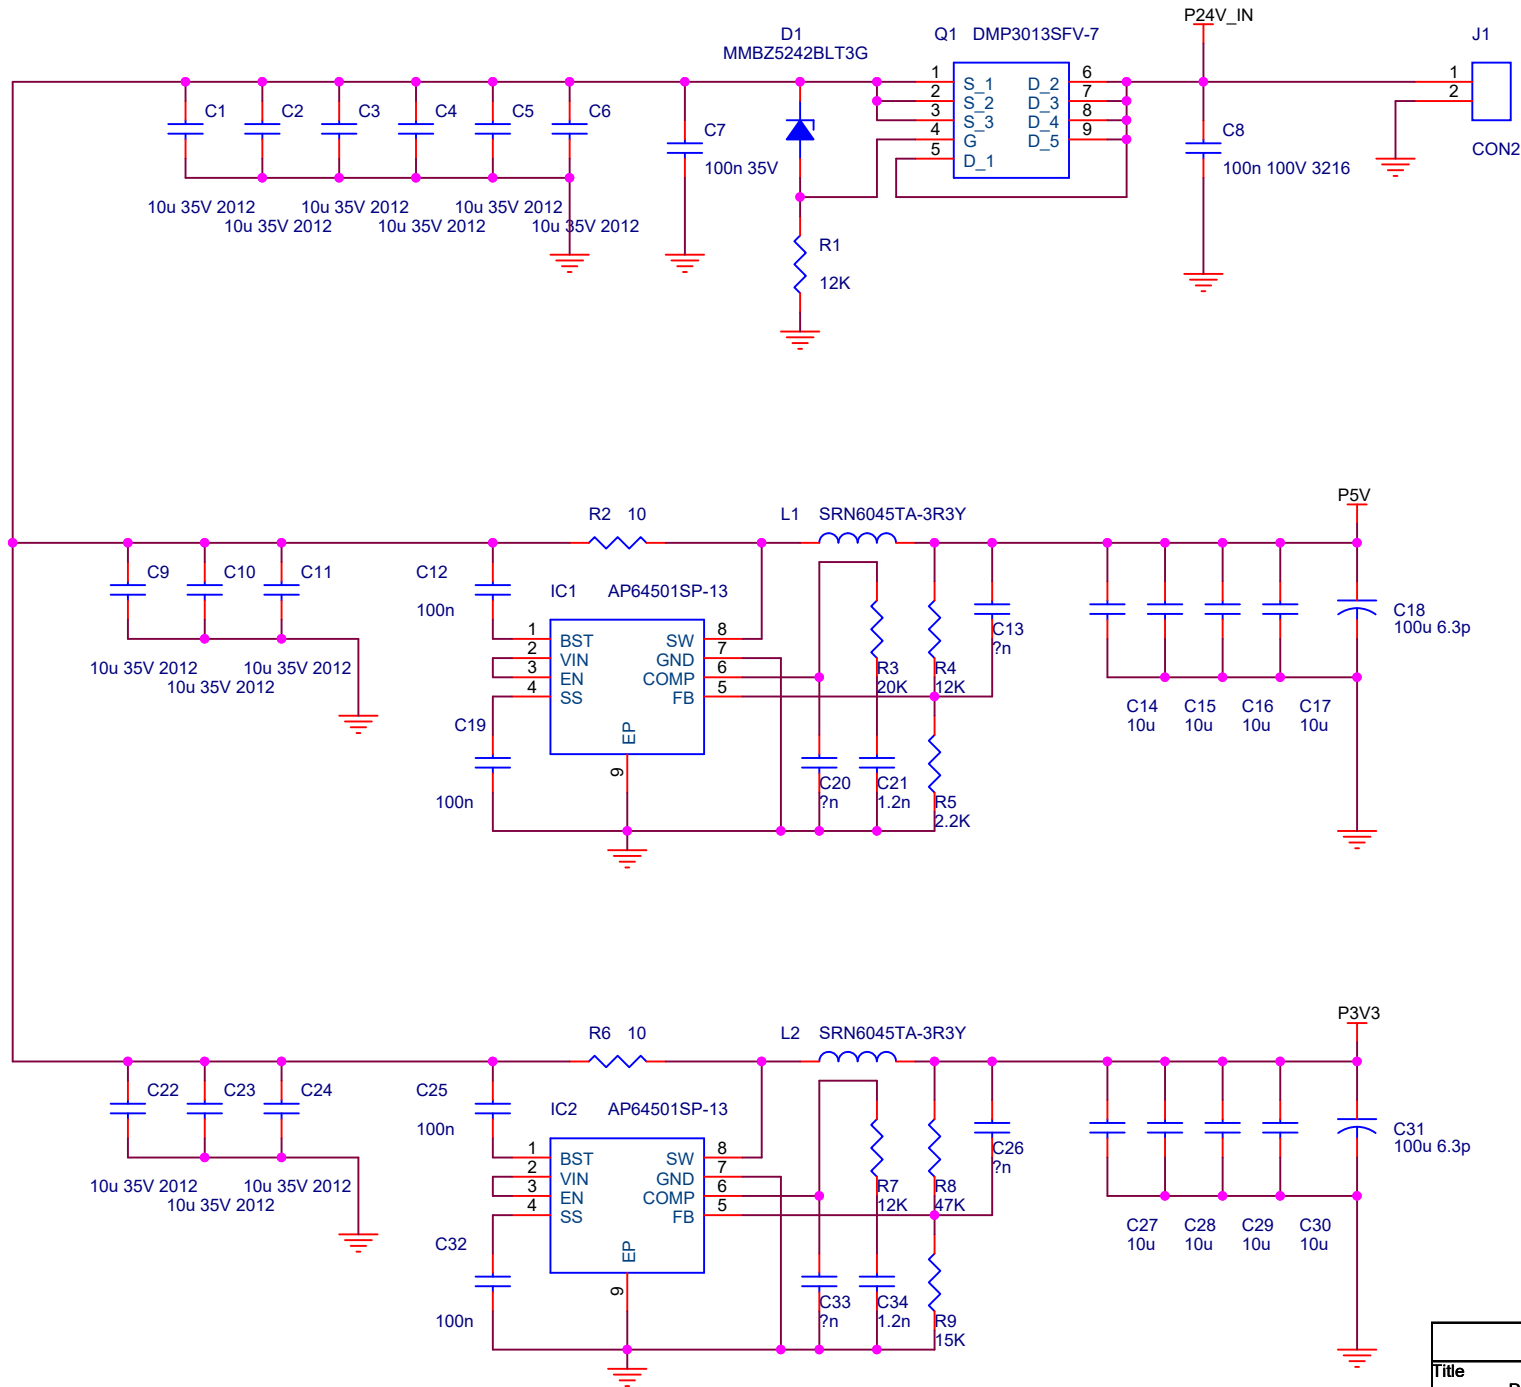 P24V_IN
D1
MMBZ5242BLT3G
Q1 DMP3013SFV-7
J1
1 S_1 D_2 6
2 S_2 D_3 7
3 S_3 D_4 8
4 G D_5 9
5 D_1
1
2
CON2
C1 C2 C3 C4 C5 C6
C7
100n 35V
C8
100n 100V 3216
10u 35V 2012 10u 35V 2012 10u 35V 2012
10u 35V 2012 10u 35V 2012 10u 35V 2012
R1
12K
P5V
R2 10
L1 SRN6045TA-3R3Y
C9 C10 C11
C12
100n
IC1 AP64501SP-13
1 BST SW 8
2 VIN GND 7
3 EN COMP 6
4 SS FB 5
EP
9
C13
?n
C18
100u 6.3p
10u 35V 2012 10u 35V 2012
10u 35V 2012
R3
20K
R4
12K
C14 C15 C16 C17
10u 10u 10u 10u
C19
100n
C20
?n
C21
1.2n
R5
2.2K
P3V3
R6 10
L2 SRN6045TA-3R3Y
C22 C23 C24
C25
100n
IC2 AP64501SP-13
1 BST SW 8
2 VIN GND 7
3 EN COMP 6
4 SS FB 5
EP
9
C26
?n
C31
100u 6.3p
10u 35V 2012 10u 35V 2012
10u 35V 2012
R7
12K
R8
47K
C27 C28 C29 C30
10u 10u 10u 10u
C32
100n
C33
?n
C34
1.2n
R9
15K
Title